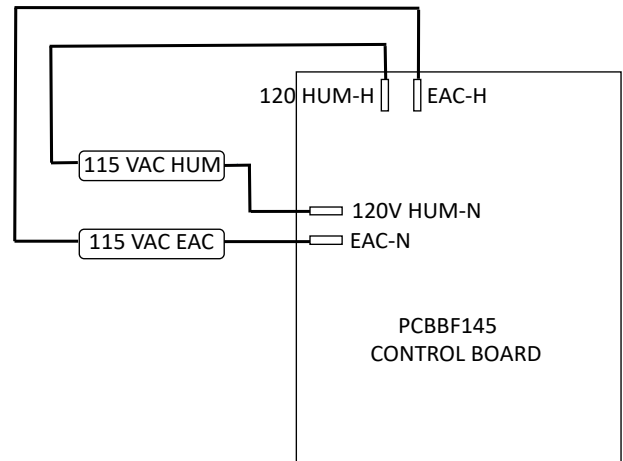 120 HUM-H EAC-H
115 VAC HUM
120V HUM-N
115 VAC EAC
EAC-N
PCBBF145
CONTROL BOARD